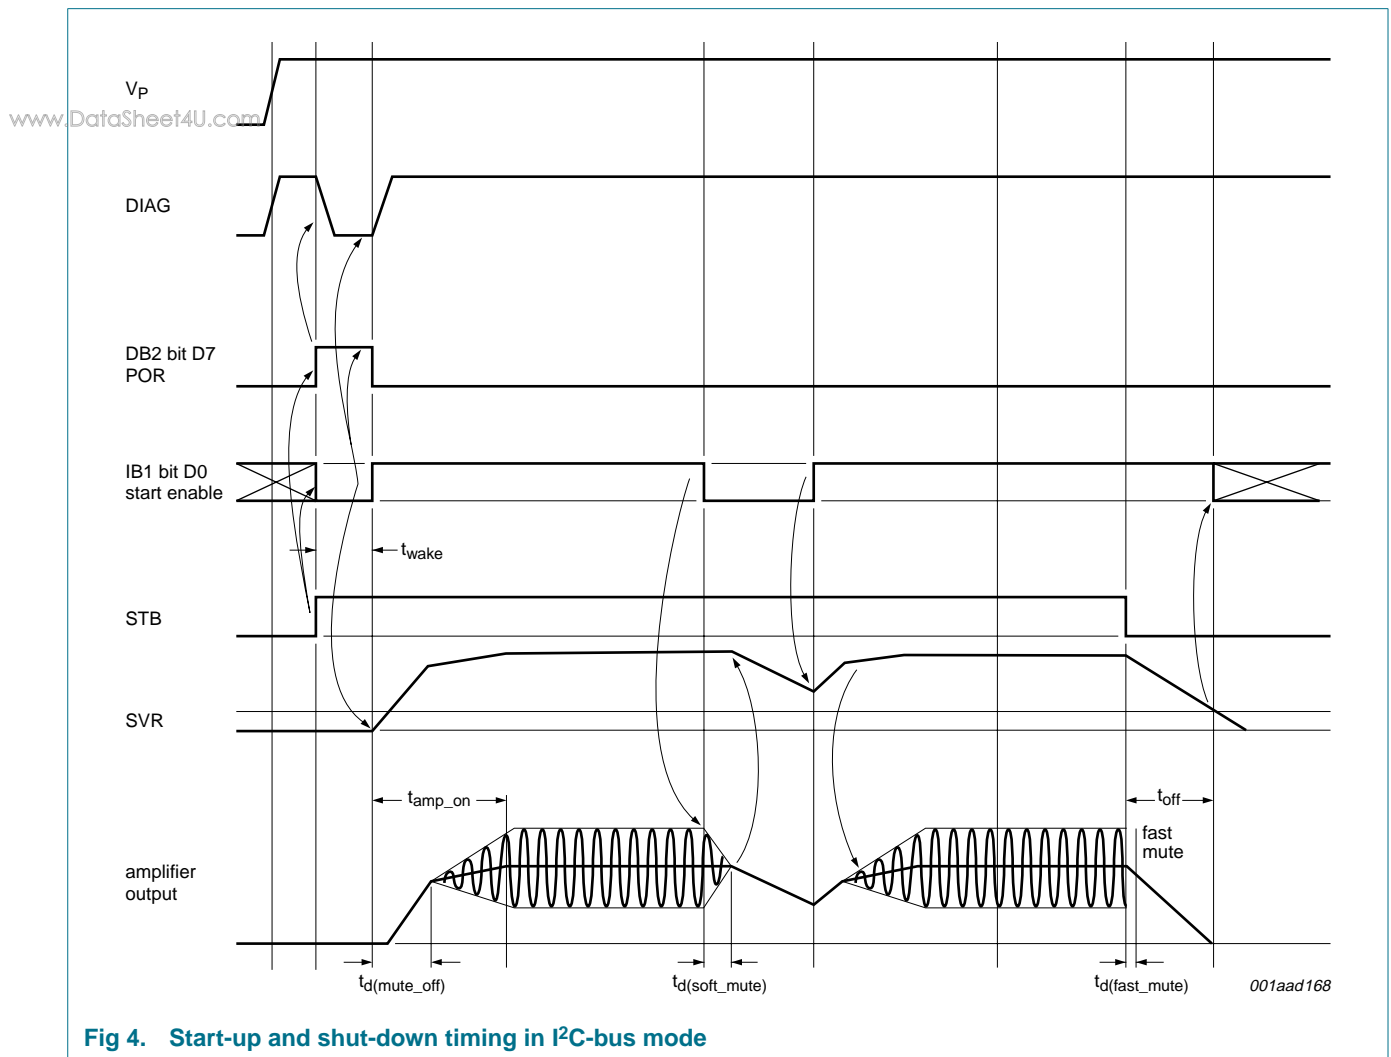 VP
www.DataSheet4U.com
DIAG
DB2 bit D7
POR
IB1 bit D0
start enable
twake
STB
SVR
tamp_on
toff
fast
mute
amplifier
output
td(mute_off)
td(soft_mute)
td(fast_mute)
001aad168
Fig 4. Start-up and shut-down timing in I2C-bus mode